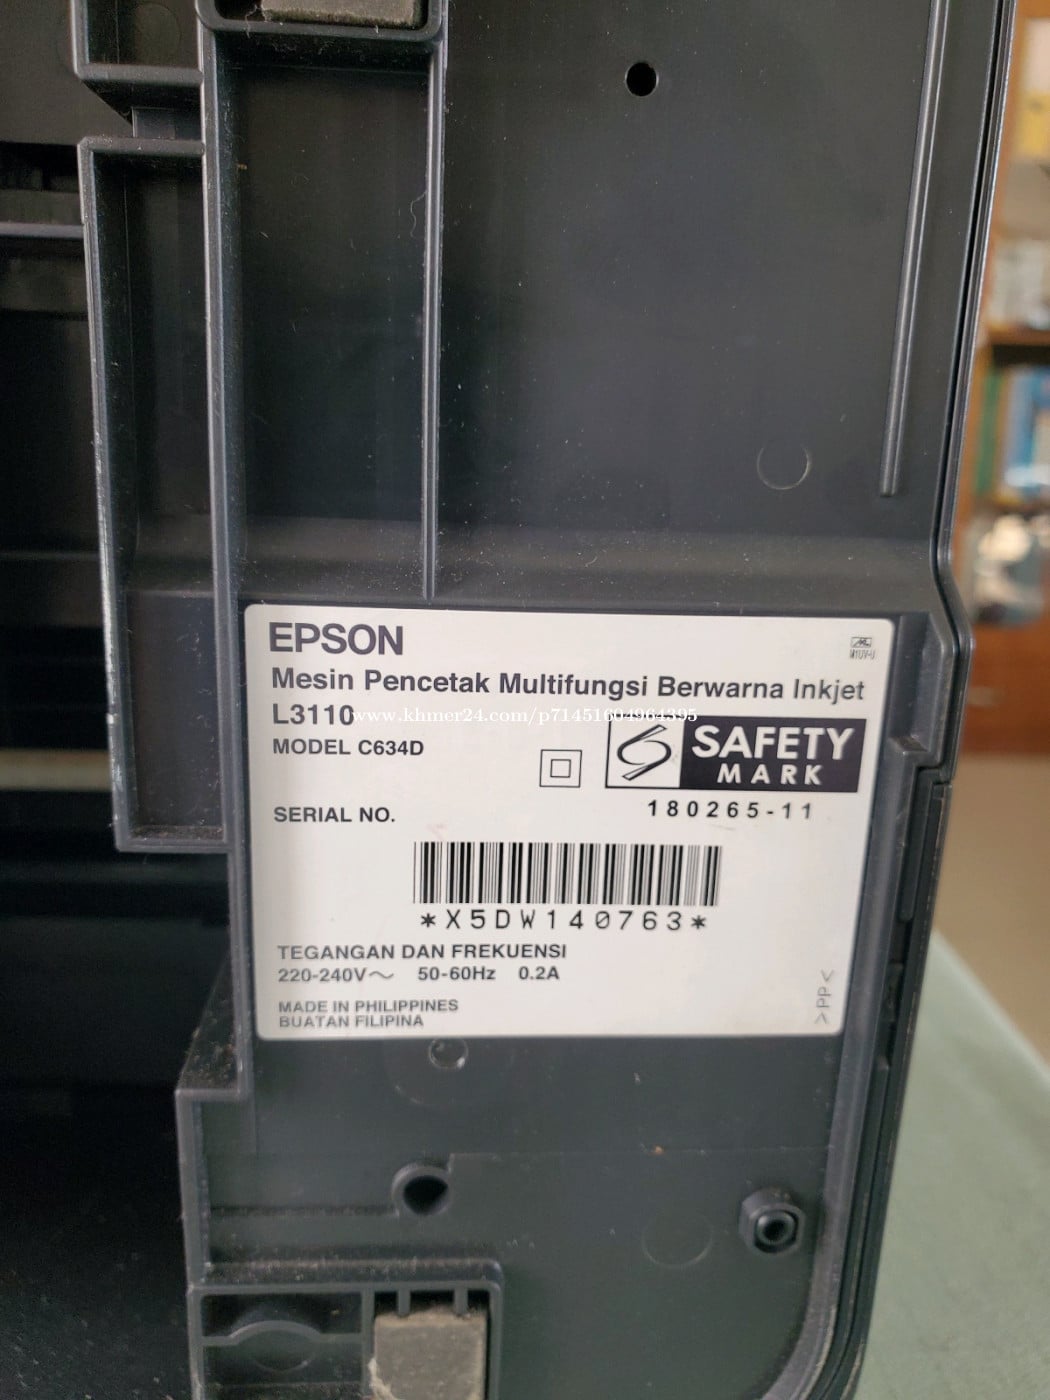 EPSON
Mesin Pencetak Multifungsi Berwarna Inkjet
L3110
www.khmer24.com/p71451604964395
MODEL C634D
SAFETY
MARK
180265-11
SERIAL NO.
*X5DW140763*
TEGANGAN DAN FREKUENSI
220-240V～ 50-60Hz 0.2A
MADE IN PHILIPPINES
BUATAN FILIPINA
>PP<